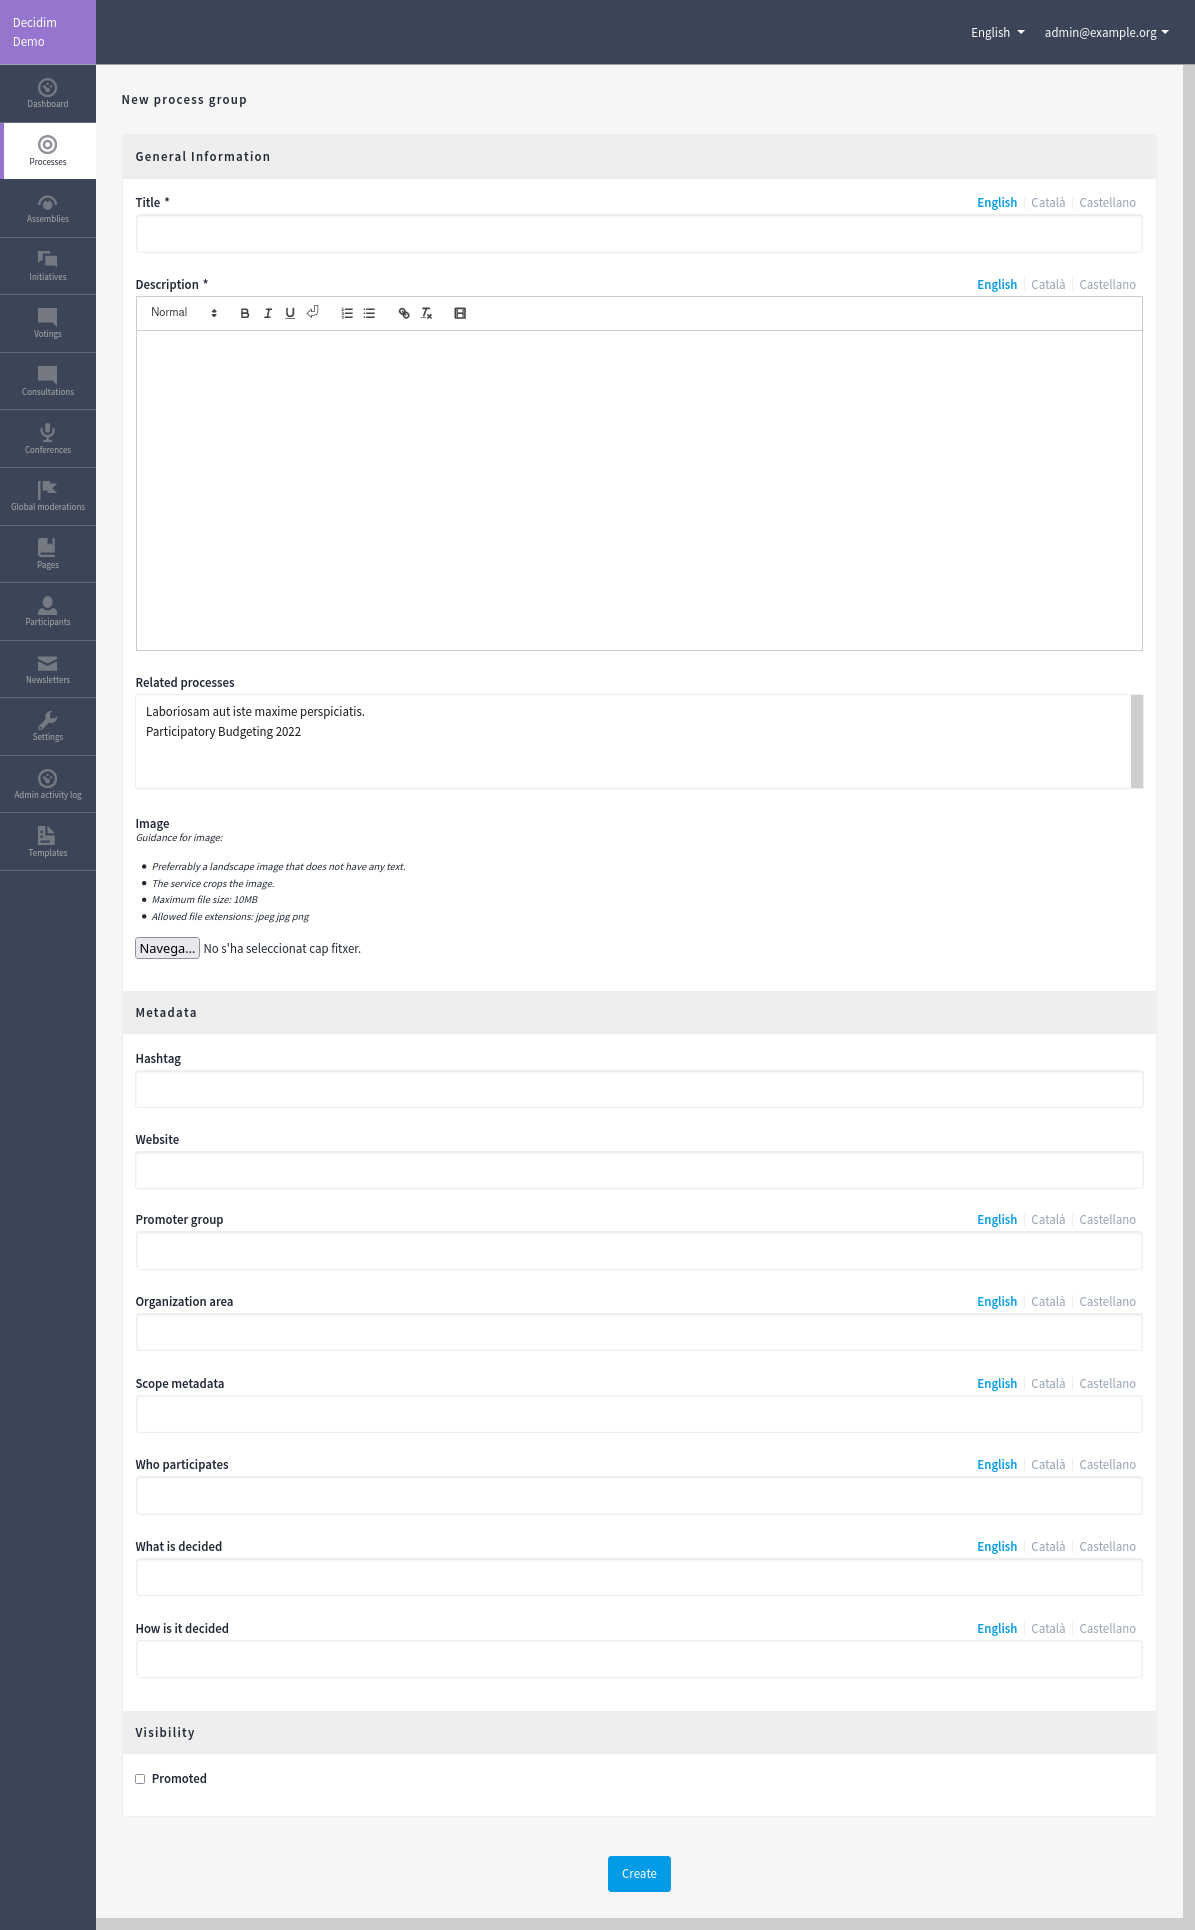 Decidim
Demo
English
admin@example.org
Dashboard
Processes
Assemblies
Initiatives
Votings
Consultations
Conferences
Global moderations
Pages
Participants
Newsletters
Settings
Admin activity log
Templates
New process group
General Information
Title *
English Català Castellano
Description *
English Català Castellano
Normal
Related processes
Laboriosam aut iste maxime perspiciatis.
Participatory Budgeting 2022
Image
Guidance for image:
Preferrably a landscape image that does not have any text.
The service crops the image.
Maximum file size: 10MB
Allowed file extensions: jpeg jpg png
Navega... No s'ha seleccionat cap fitxer.
Metadata
Hashtag
Website
Promoter group
English Català Castellano
Organization area
English Català Castellano
Scope metadata
English Català Castellano
Who participates
English Català Castellano
What is decided
English Català Castellano
How is it decided
English Català Castellano
Visibility
Promoted
Create